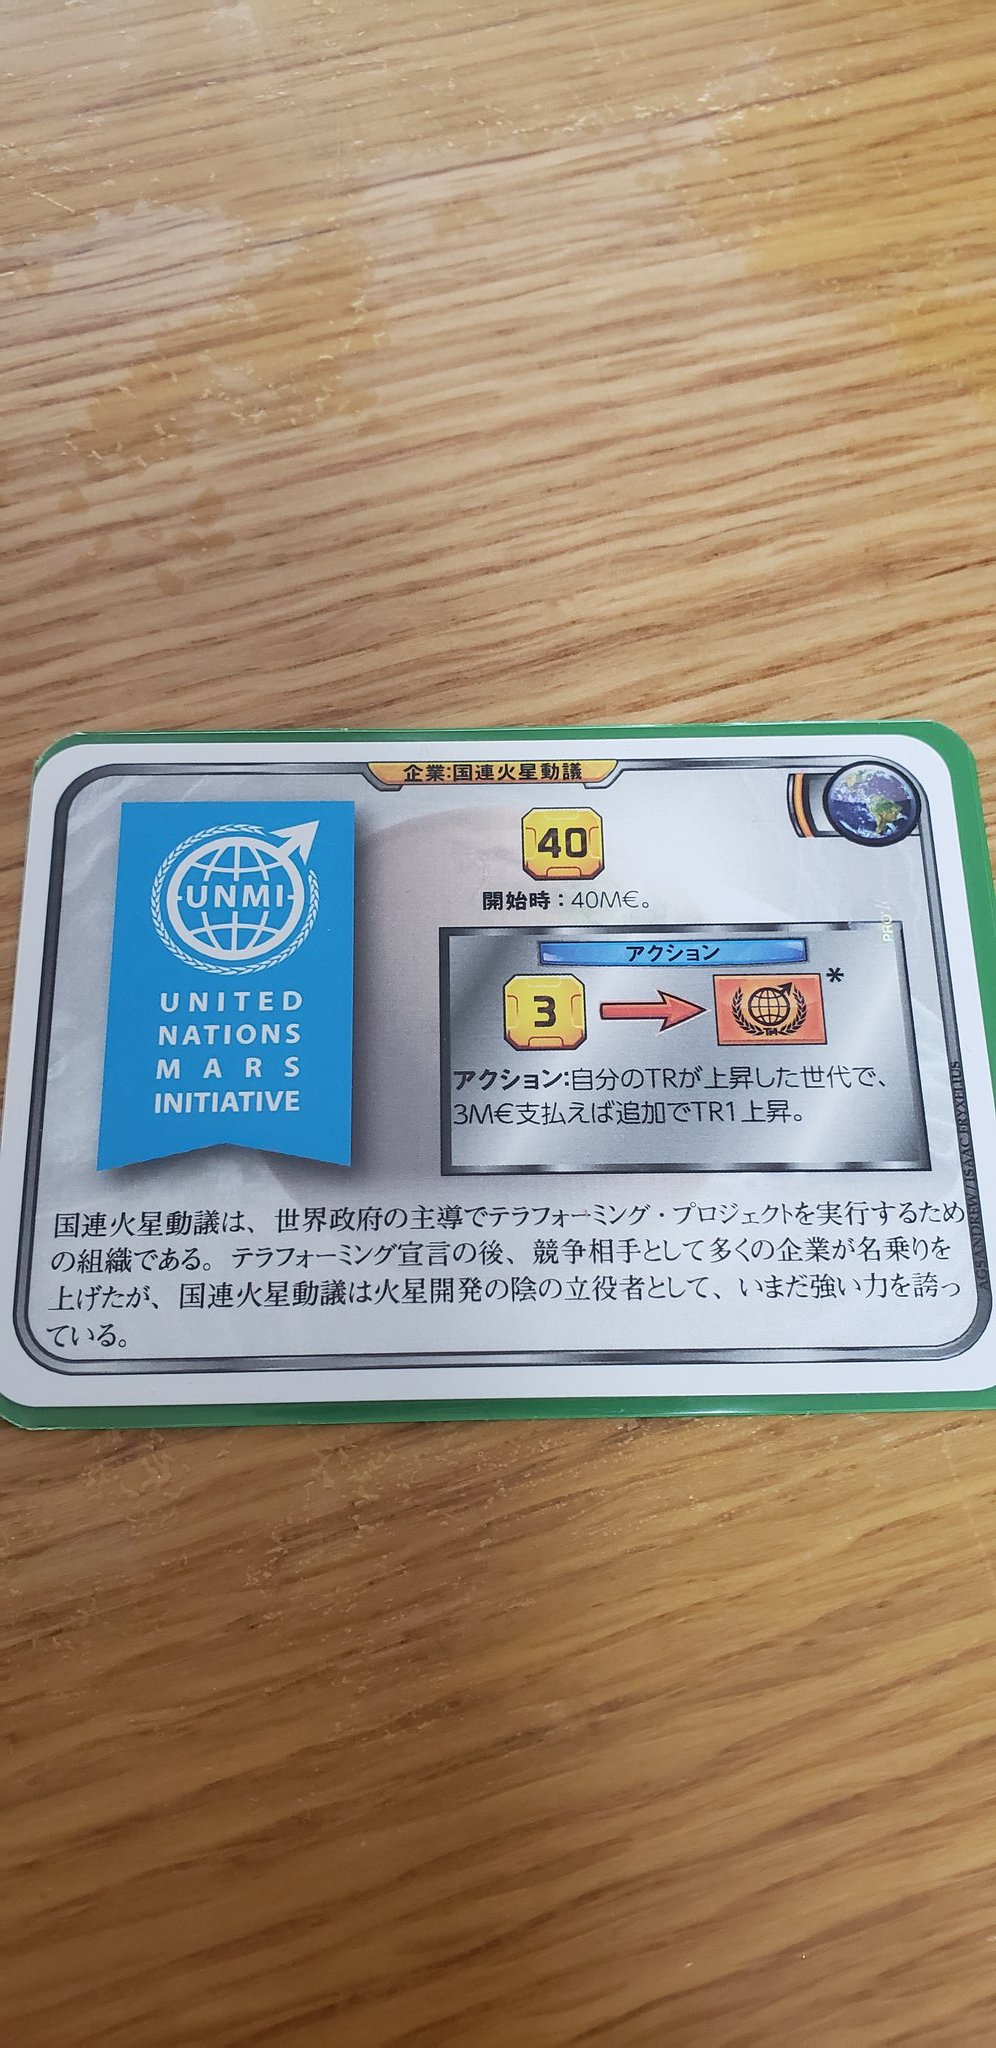 企業:国連火星動議
UNMI
UNITED
NATIONS
MARS
INITIATIVE
40
開始時：40M€。
アクション
3
*
TM
アクション:自分のTRが上昇した世代で、
3M€支払えば追加でTR1上昇。
国連火星動議は、世界政府の主導でテラフォーミング・プロジェクトを実行するため
の組織である。テラフォーミング宣言の後、競争相手として多くの企業が名乗りを
上げたが、国連火星動議は火星開発の陰の立役者として、いまだ強い力を誇っ
ている。